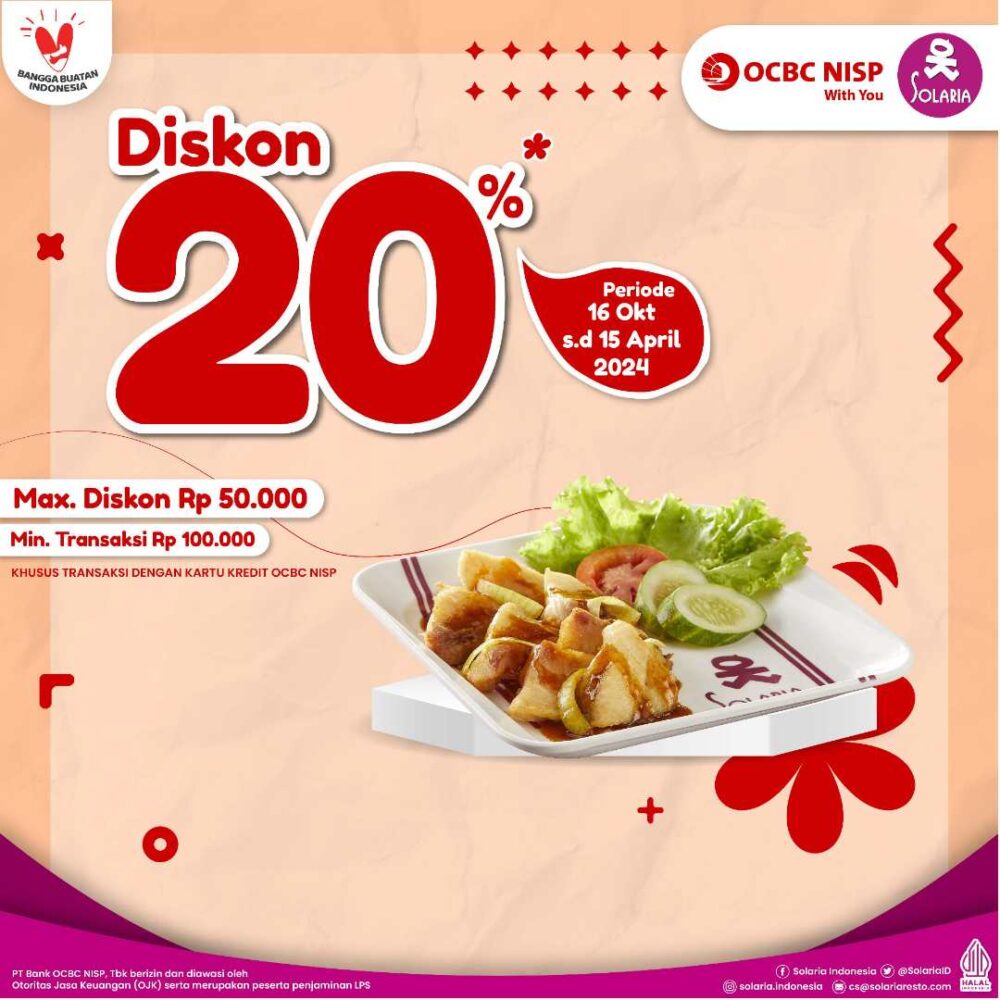 BANGGA BUATAN
INDONESIA
OCBC NISP
With You
SOLARIA
Diskon
20%*
Periode
16 Okt
s.d 15 April
2024
Max. Diskon Rp 50.000
Min. Transaksi Rp 100.000
KHUSUS TRANSAKSI DENGAN KARTU KREDIT OCBC NISP
SOLARIA
PT Bank OCBC NISP, Tbk berizin dan diawasi oleh
Otoritas Jasa Keuangan (OJK) serta merupakan peserta penjaminan LPS
Solaria Indonesia @SolariaID
solaria.indonesia cs@solariaresto.com
HALAL
INDONESIA